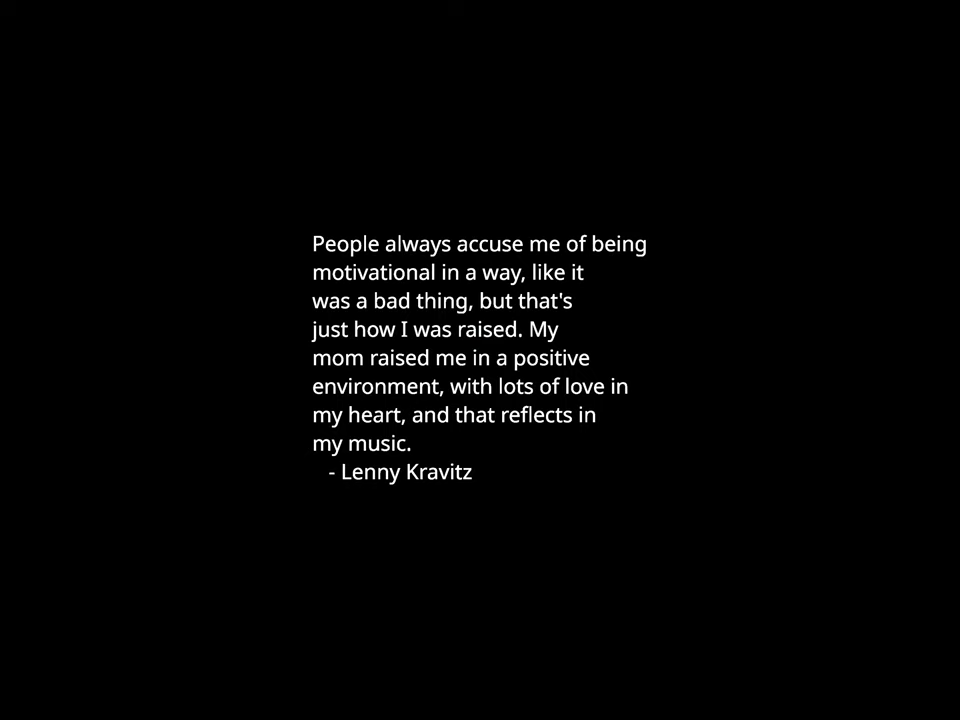 People always accuse me of being
motivational in a way, like it
was a bad thing, but that's
just how I was raised. My
mom raised me in a positive
environment, with lots of love in
my heart, and that reflects in
my music.
- Lenny Kravitz